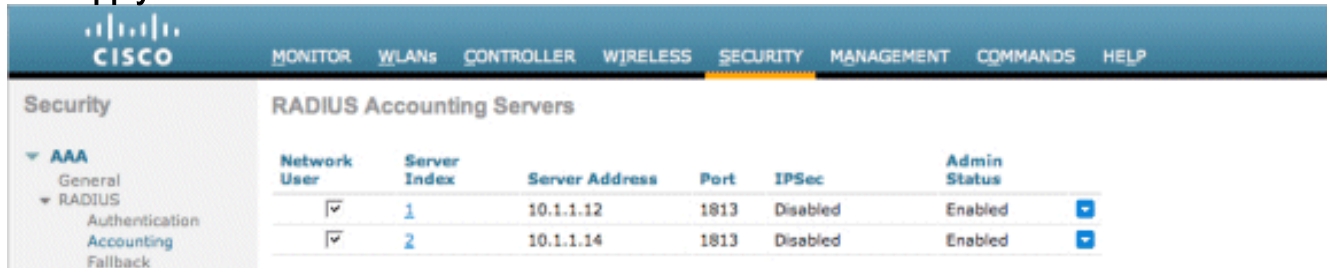 CISCO
MONITOR WLANs CONTROLLER WIRELESS SECURITY MANAGEMENT COMMANDS HELP
Security
AAA
General
RADIUS
Authentication
Accounting
Fallback
RADIUS Accounting Servers
Network User Server Index Server Address Port IPSec Admin Status
1 10.1.1.12 1813 Disabled Enabled
2 10.1.1.14 1813 Disabled Enabled